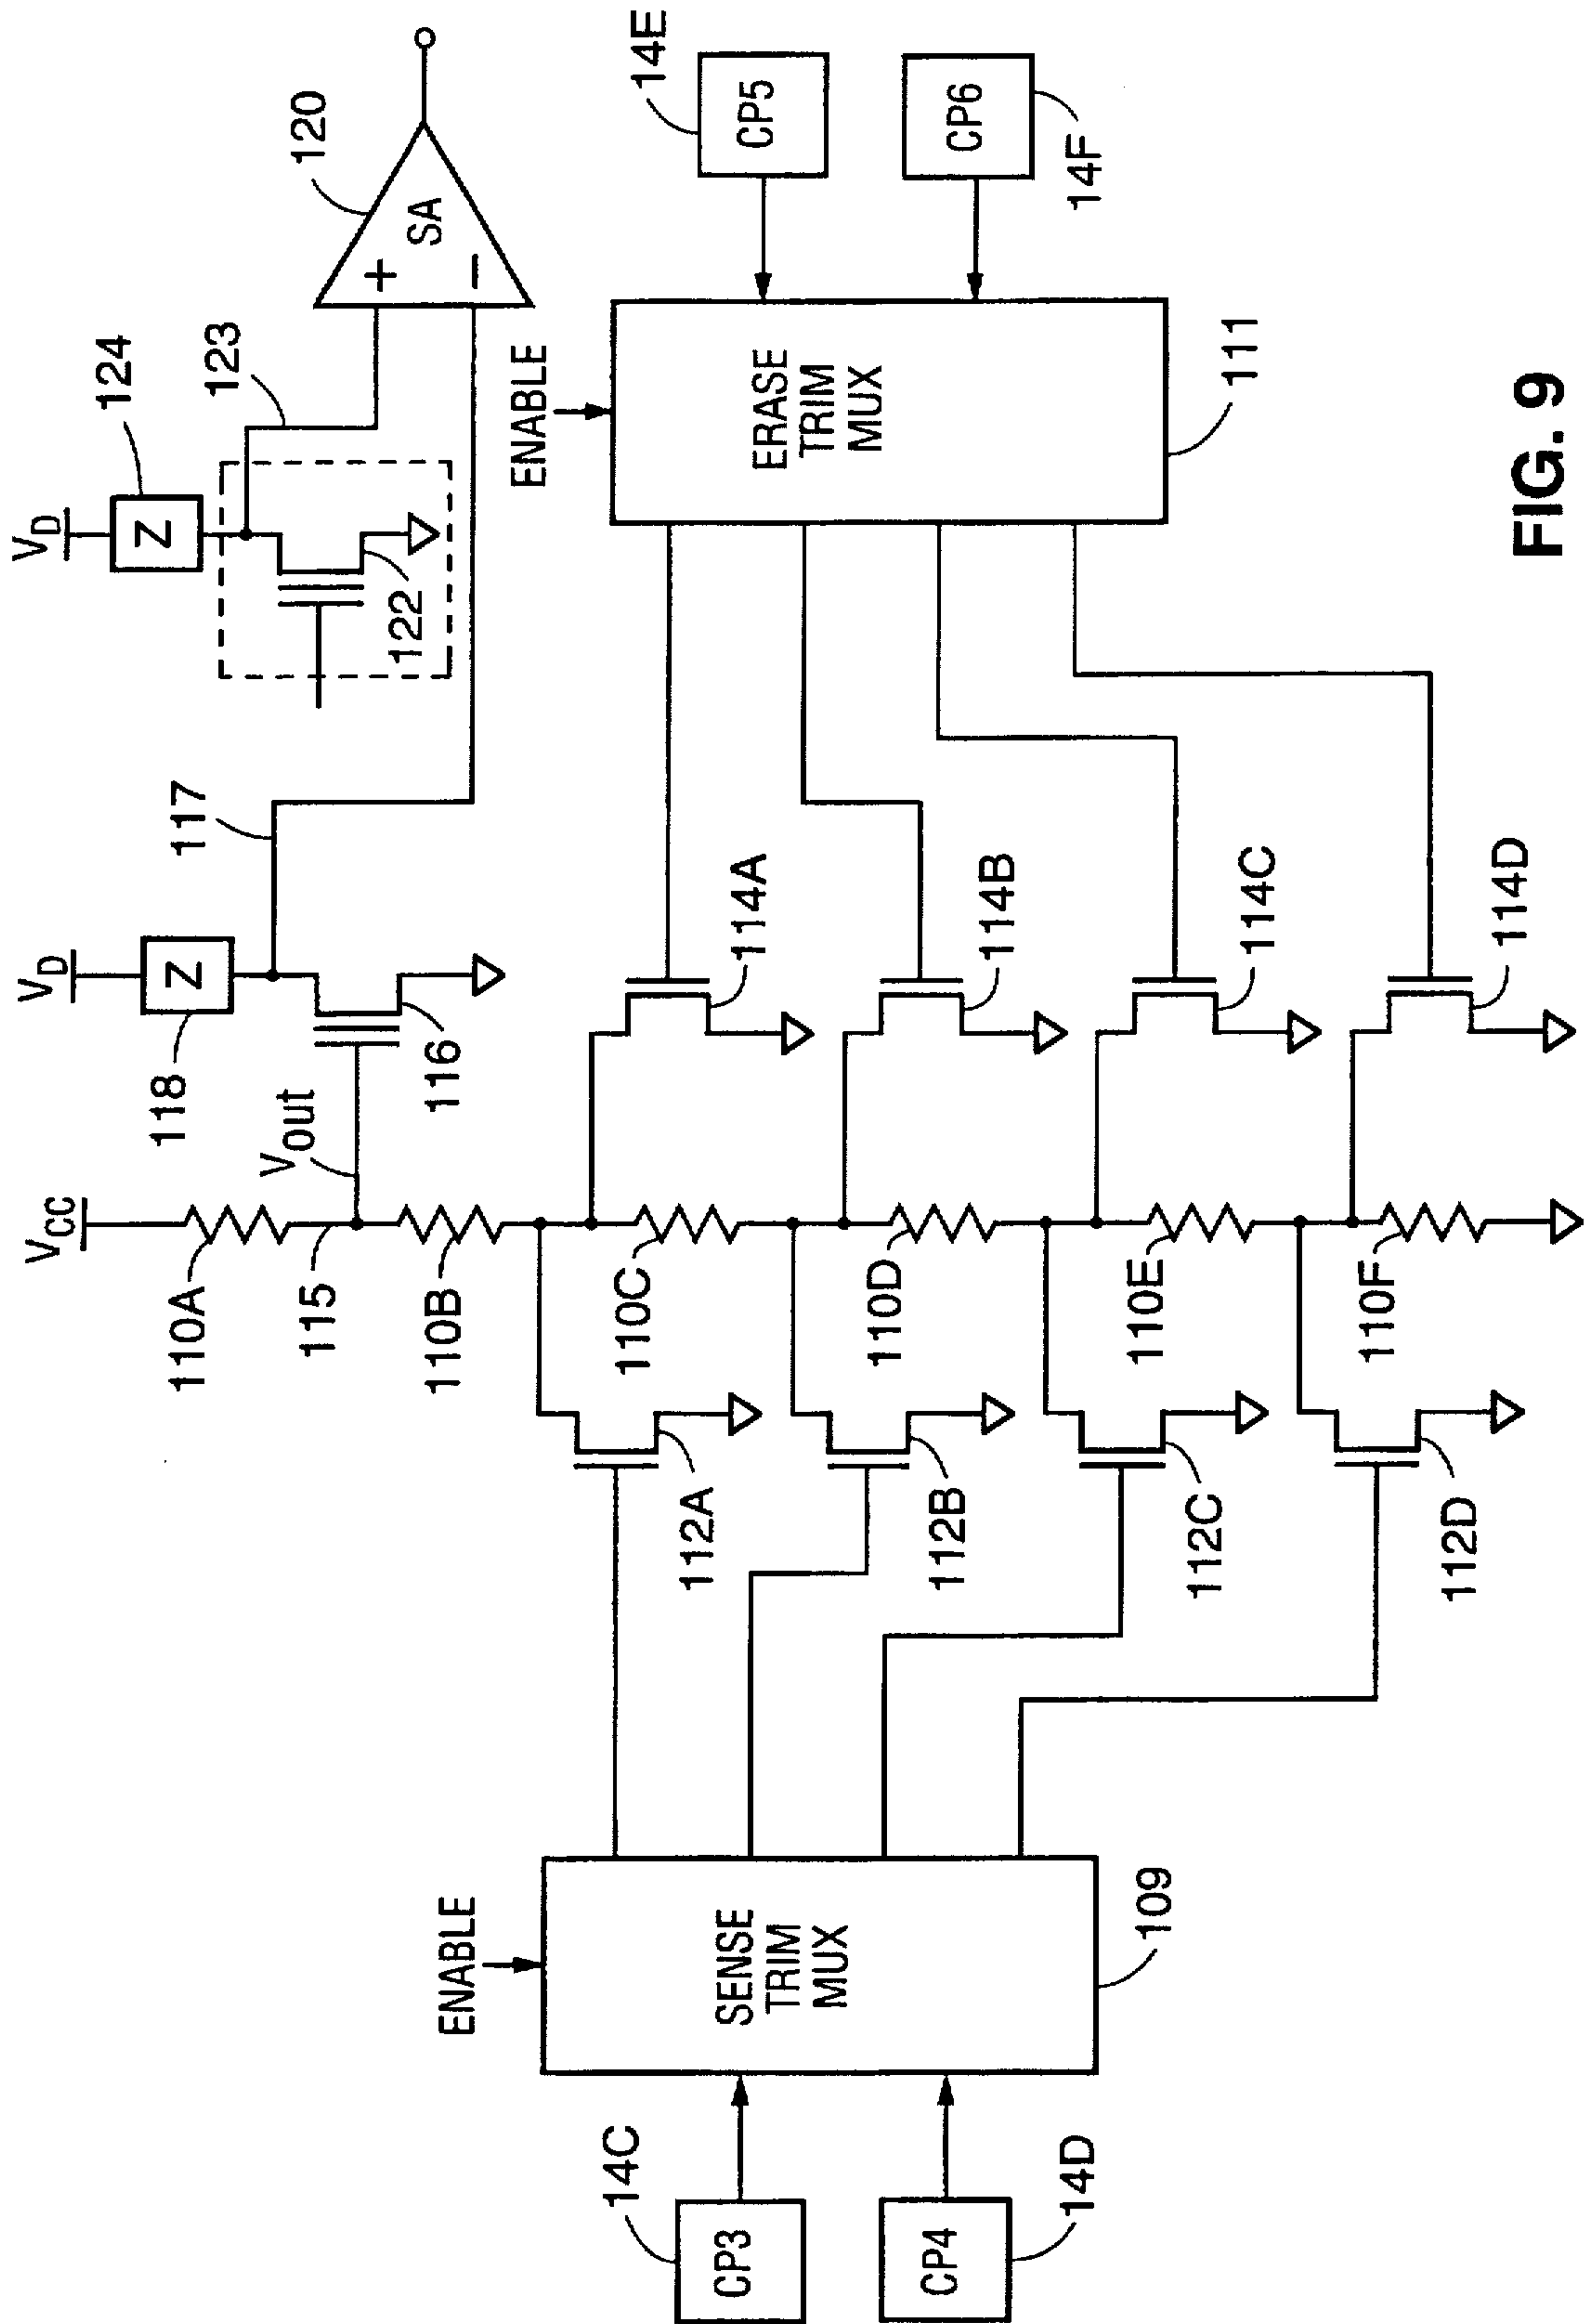 V_D
124
Z
123
120
+
SA
−
122
V_D
117
118
Z
V_CC
110A
115
V_OUT
116
110B
ENABLE
14E
CP5
ERASE
TRIM
MUX
CP6
14F
111
114A
110C
112A
114B
110D
112B
114C
110E
112C
114D
110F
112D
ENABLE
SENSE
TRIM
MUX
109
14C
CP3
CP4
14D
FIG. 9